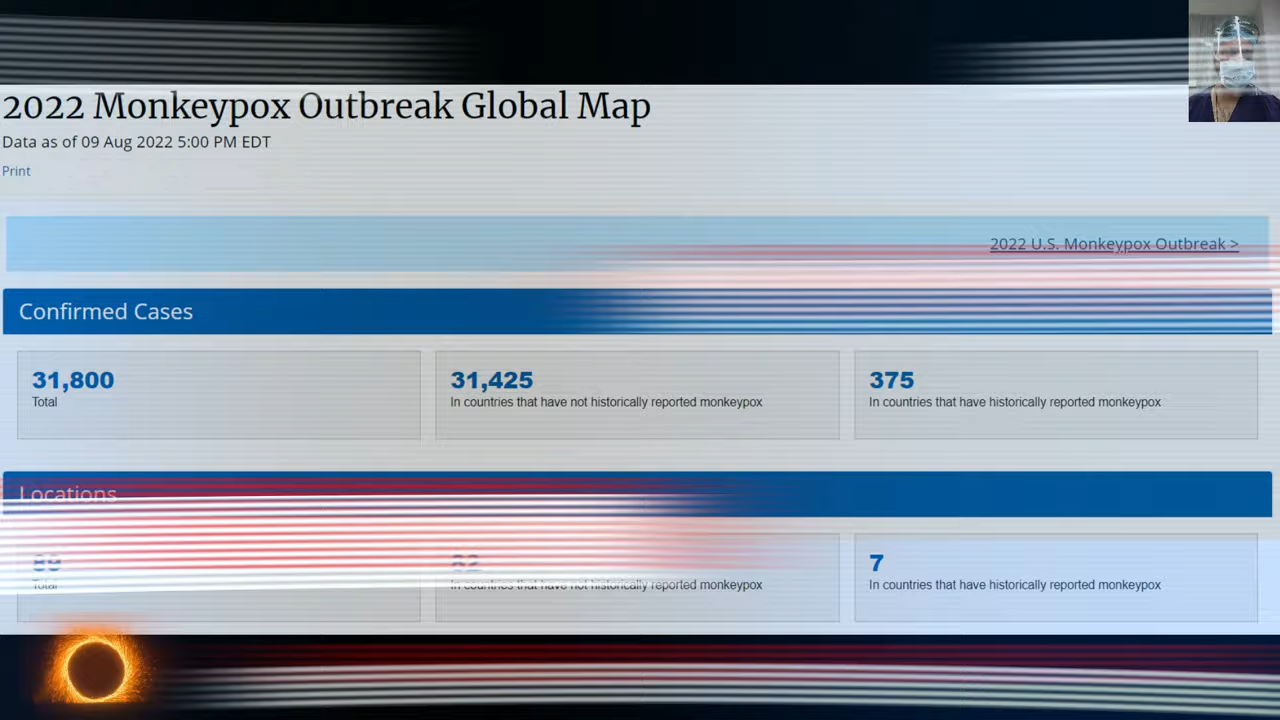 2022 Monkeypox Outbreak Global Map
Data as of 09 Aug 2022 5:00 PM EDT
Print
2022 U.S. Monkeypox Outbreak >
Confirmed Cases
31,800
Total
31,425
In countries that have not historically reported monkeypox
375
In countries that have historically reported monkeypox
Locations
89
Total
82
In countries that have not historically reported monkeypox
7
In countries that have historically reported monkeypox